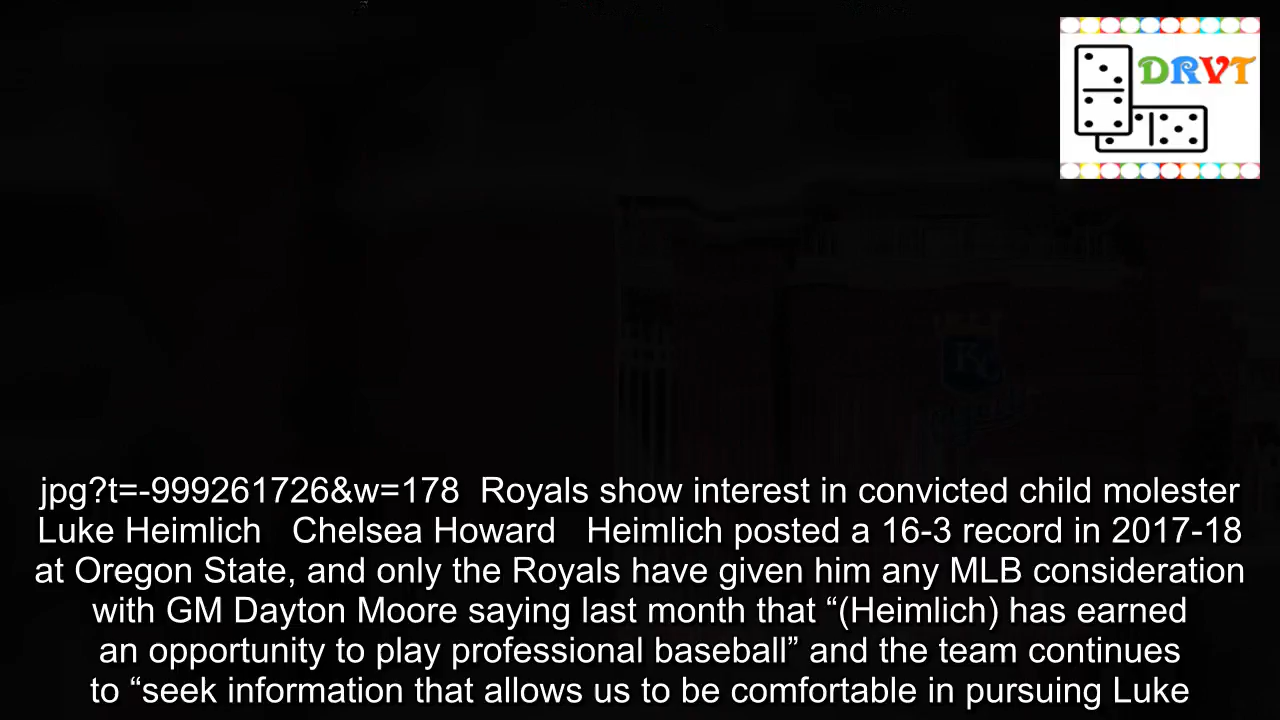 DRVT
jpg?t=-999261726&w=178  Royals show interest in convicted child molester
Luke Heimlich   Chelsea Howard   Heimlich posted a 16-3 record in 2017-18
at Oregon State, and only the Royals have given him any MLB consideration
with GM Dayton Moore saying last month that “(Heimlich) has earned
an opportunity to play professional baseball” and the team continues
to “seek information that allows us to be comfortable in pursuing Luke